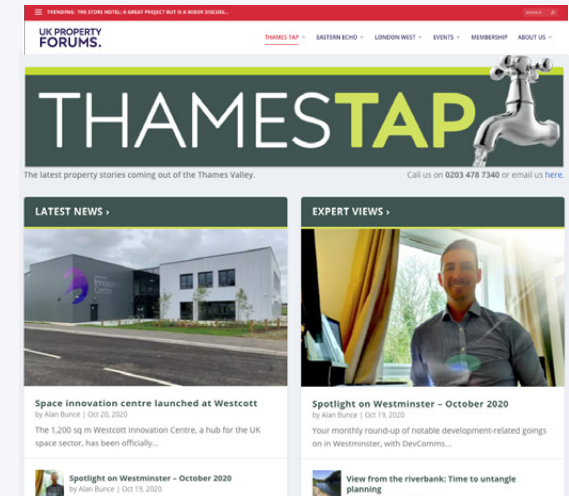 TRENDING: THE STORE HOTEL: A GREAT PROJECT BUT IS A WIDER DISCUSS...
SEARCH
UK PROPERTY
FORUMS.
THAMES TAP
EASTERN ECHO
LONDON WEST
EVENTS
MEMBERSHIP
ABOUT US
THAMESTAP
The latest property stories coming out of the Thames Valley.
Call us on 0203 478 7340 or email us here.
LATEST NEWS ›
Innovation
Centre
Space innovation centre launched at Westcott
by Alan Bunce | Oct 20, 2020
The 1,200 sq m Westcott Innovation Centre, a hub for the UK
space sector, has been officially...
Spotlight on Westminster – October 2020
by Alan Bunce | Oct 19, 2020
EXPERT VIEWS ›
Spotlight on Westminster – October 2020
by Alan Bunce | Oct 19, 2020
Your monthly round-up of notable development-related goings
on in Westminster, with DevComms...
View from the riverbank: Time to untangle
planning